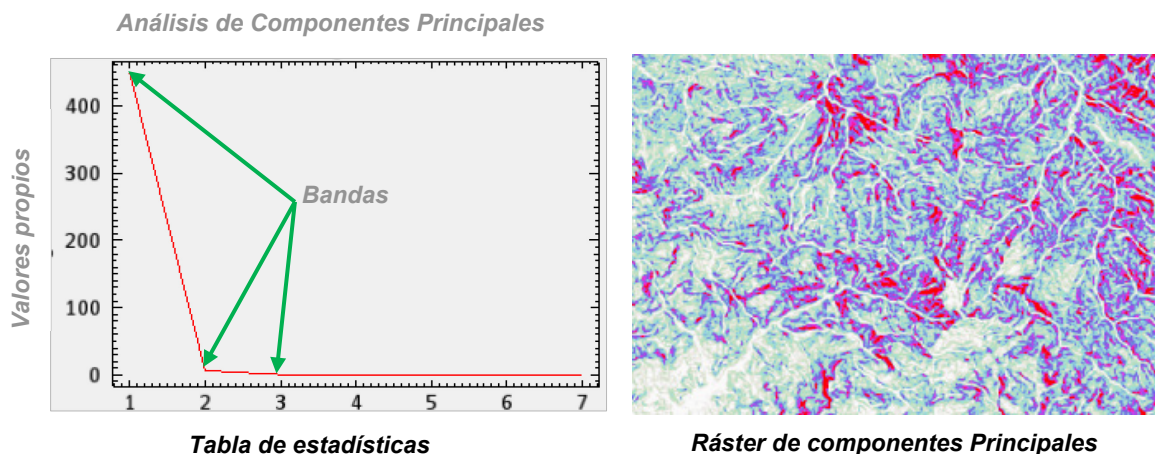 Análisis de Componentes Principales
Valores propios
400
300
200
100
0
Bandas
1 2 3 4 5 6 7
Tabla de estadísticas
Ráster de componentes Principales